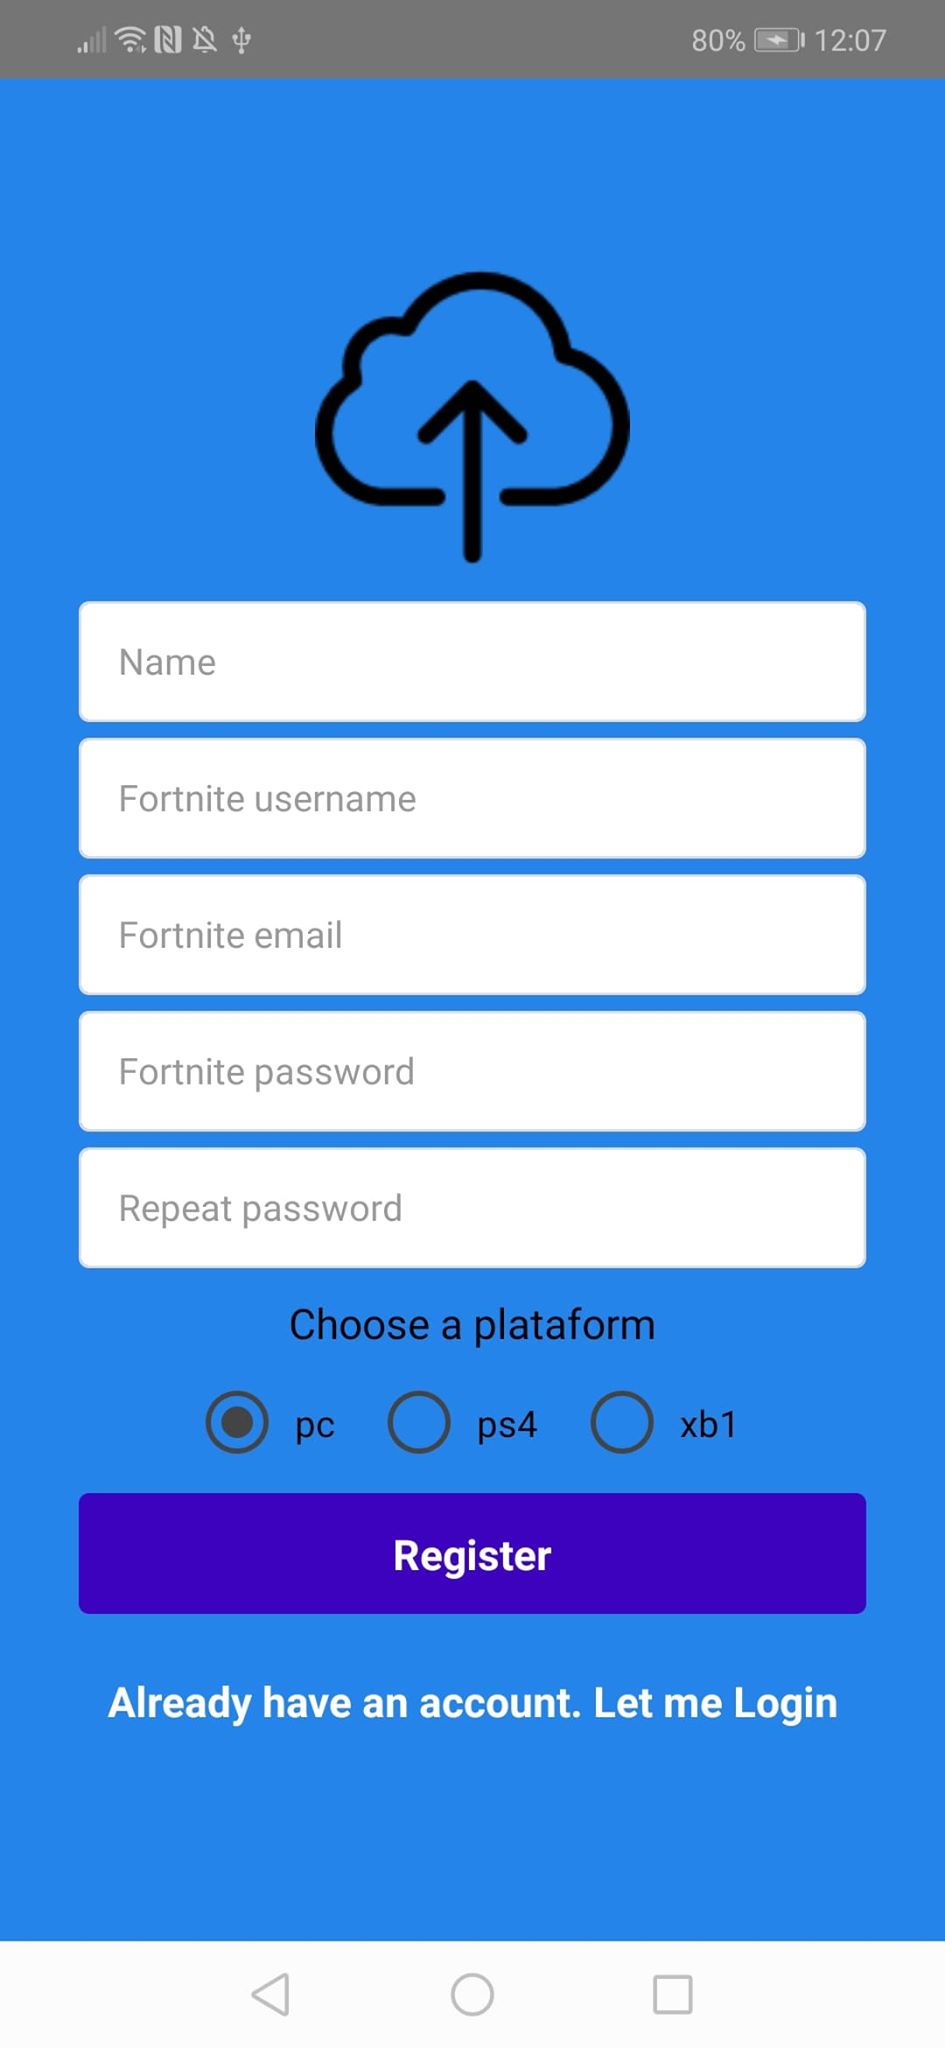 80% 12:07
Name
Fortnite username
Fortnite email
Fortnite password
Repeat password
Choose a plataform
pc ps4 xb1
Register
Already have an account. Let me Login